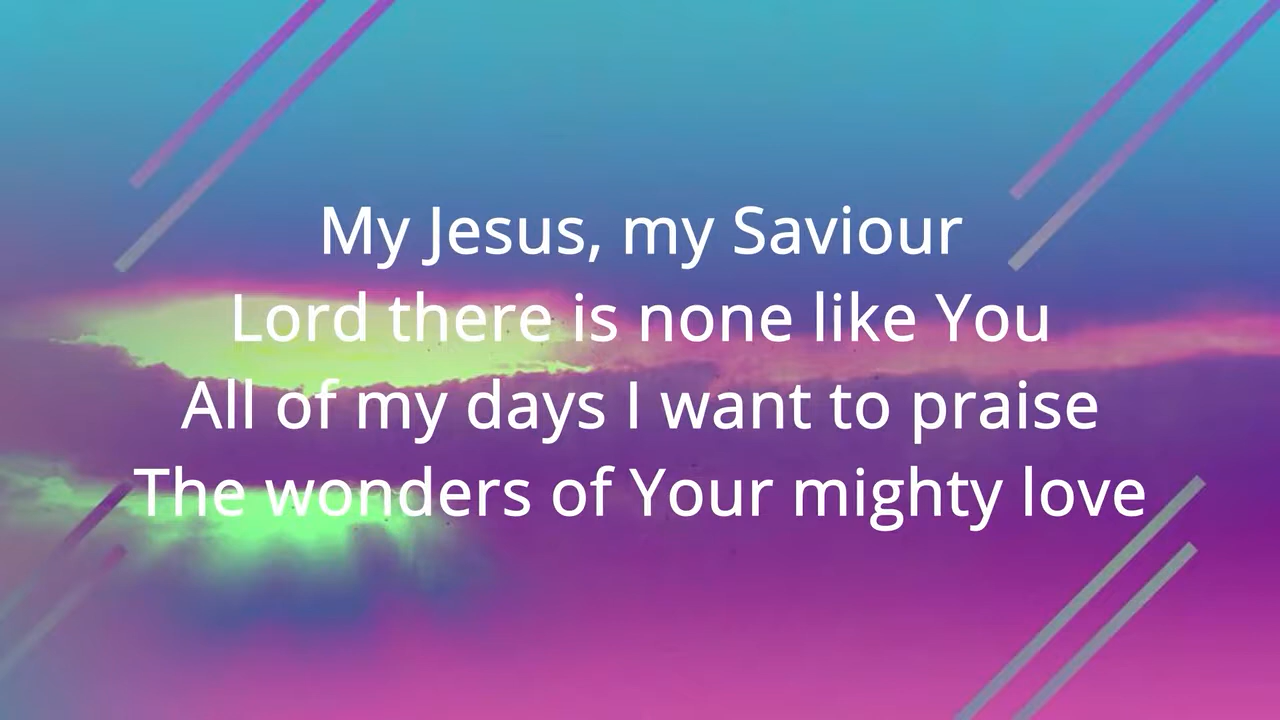 My Jesus, my Saviour
Lord there is none like You
All of my days I want to praise
The wonders of Your mighty love